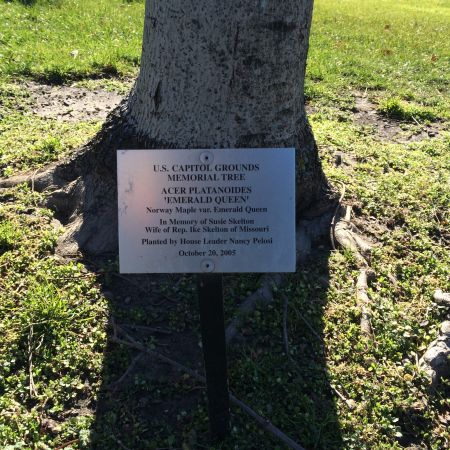 U.S. CAPITOL GROUNDS
MEMORIAL TREE
ACER PLATANOIDES
'EMERALD QUEEN'
Norway Maple var. Emerald Queen
In Memory of Susie Skelton
Wife of Rep. Ike Skelton of Missouri
Planted by House Leader Nancy Pelosi
October 20, 2005